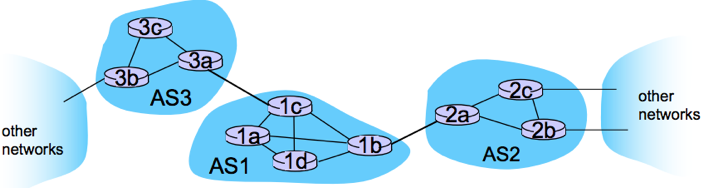 3c
3a
3b
AS3
other
networks
1c
1a
1d
1b
AS1
2c
2a
2b
AS2
other
networks